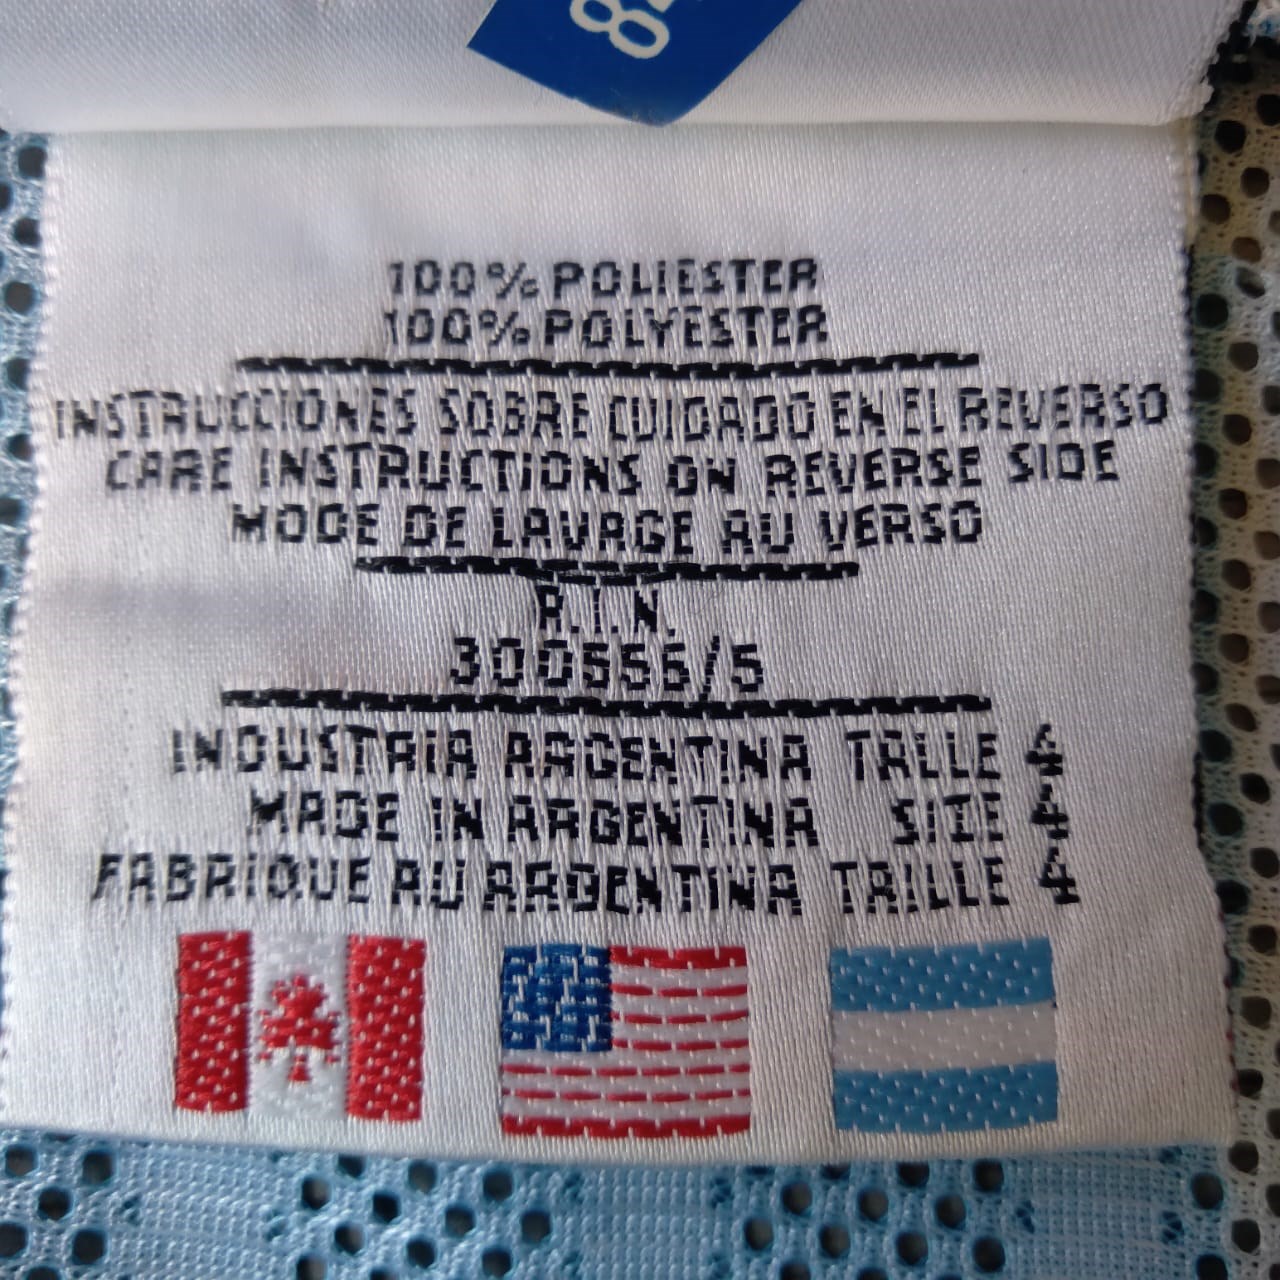 100% POLIESTER
100% POLYESTER
INSTRUCCIONES SOBRE CUIDADO EN EL REVERSO
CARE INSTRUCTIONS ON REVERSE SIDE
MODE DE LAVAGE AU VERSO
R.I.N.
300556/5
INDUSTRIA ARGENTINA TALLE 4
MADE IN ARGENTINA SIZE 4
FABRIQUE AU ARGENTINA TAILLE 4